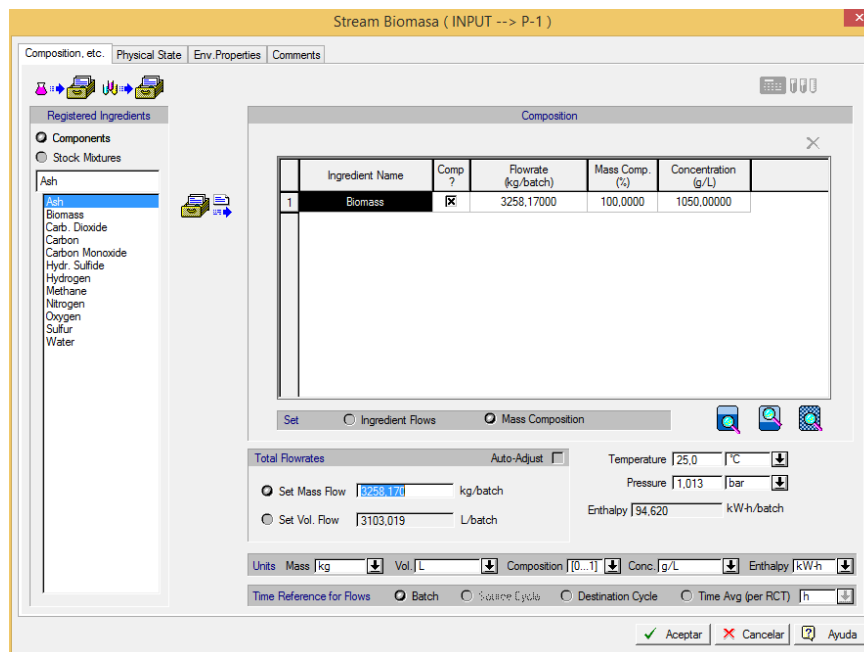 Stream Biomasa ( INPUT --> P-1 )
Composition, etc. Physical State Env.Properties Comments
Registered Ingredients
Components
Stock Mixtures
Ash
Ash
Biomass
Carb. Dioxide
Carbon
Carbon Monoxide
Hydr. Sulfide
Hydrogen
Methane
Nitrogen
Oxygen
Sulfur
Water
Composition
Ingredient Name Comp ? Flowrate (kg/batch) Mass Comp. (%) Concentration (g/L)
1 Biomass 3258,17000 100,0000 1050,00000
Set Ingredient Flows Mass Composition
Total Flowrates Auto-Adjust
Set Mass Flow 3258,170 kg/batch
Set Vol. Flow 3103,019 L/batch
Temperature 25,0 °C
Pressure 1,013 bar
Enthalpy 94,620 kW-h/batch
Units Mass kg Vol. L Composition [0...1] Conc. g/L Enthalpy kW-h
Time Reference for Flows Batch Source Cycle Destination Cycle Time Avg (per RCT) h
Aceptar Cancelar Ayuda